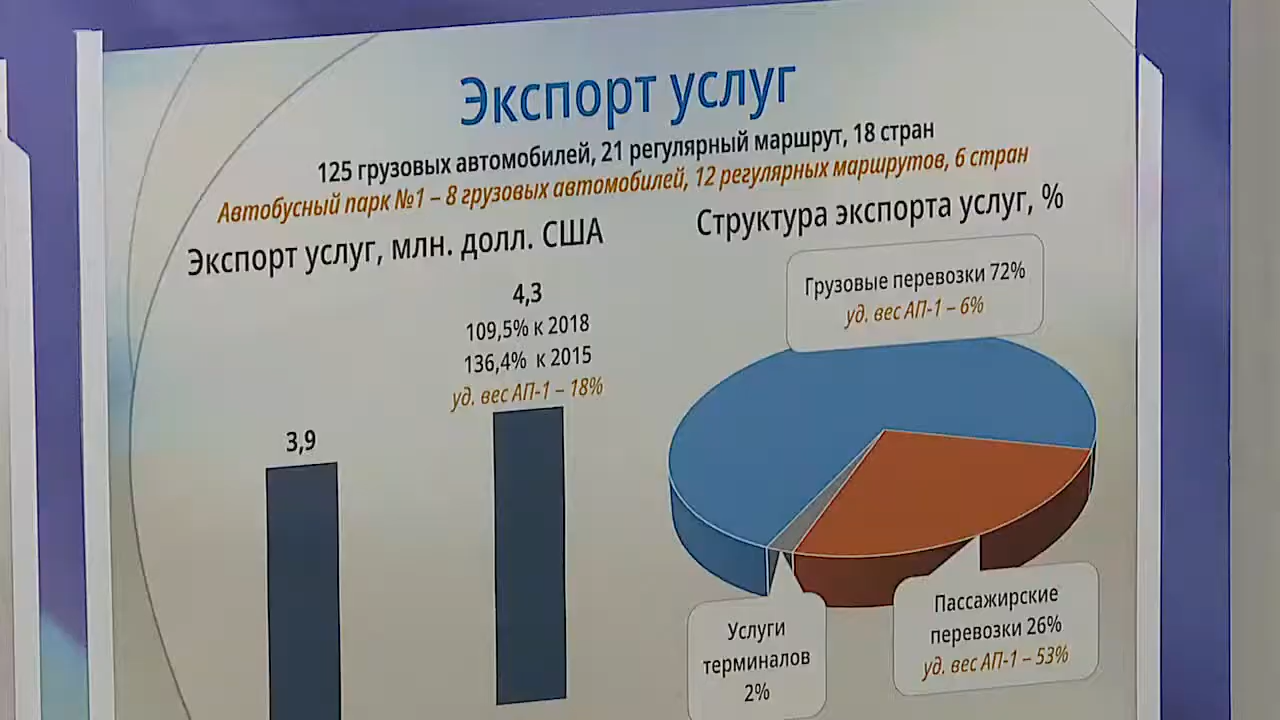 Экспорт услуг
125 грузовых автомобилей, 21 регулярный маршрут, 18 стран
Автобусный парк №1 – 8 грузовых автомобилей, 12 регулярных маршрутов, 6 стран
Экспорт услуг, млн. долл. США
4,3
109,5% к 2018
136,4% к 2015
уд. вес АП-1 – 18%
3,9
Структура экспорта услуг, %
Грузовые перевозки 72%
уд. вес АП-1 – 6%
Услуги
терминалов
2%
Пассажирские
перевозки 26%
уд. вес АП-1 – 53%